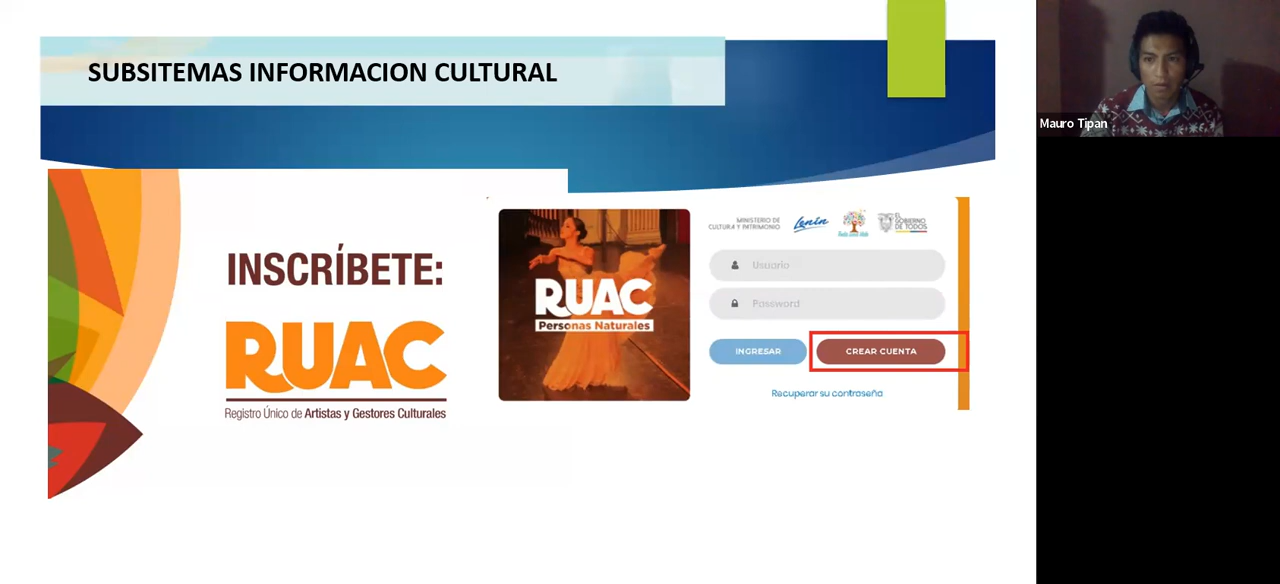 SUBSITEMAS INFORMACION CULTURAL
Mauro Tipan
INSCRÍBETE:
RUAC
Registro Único de Artistas y Gestores Culturales
RUAC
Personas Naturales
MINISTERIO DE
CULTURA Y PATRIMONIO
Lenín
EL
GOBIERNO
DE TODOS
Usuario
Password
INGRESAR
CREAR CUENTA
Recuperar su contraseña